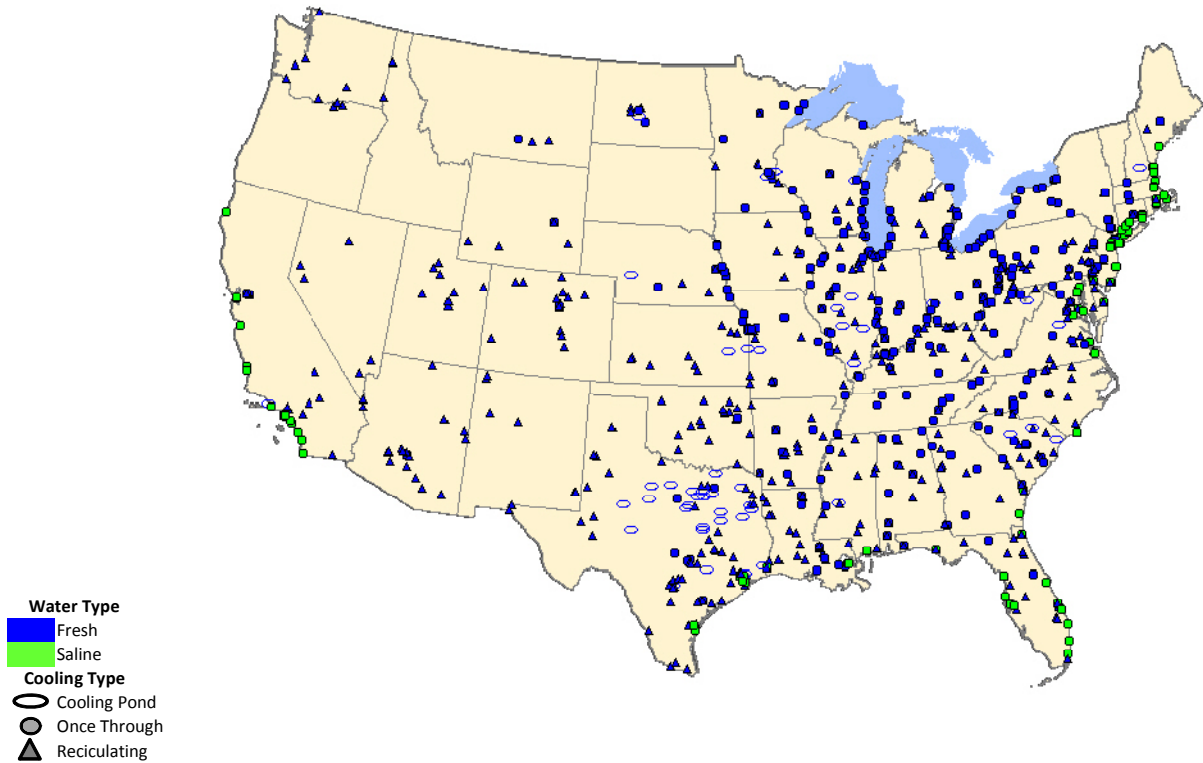 Water Type
Fresh
Saline
Cooling Type
Cooling Pond
Once Through
Reciculating